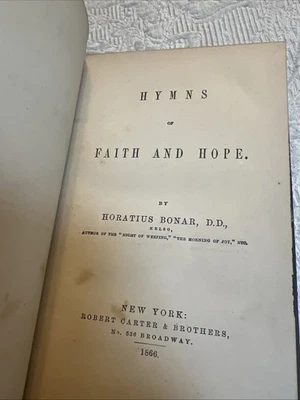 HYMNS
OF
FAITH AND HOPE.
BY
HORATIUS BONAR, D.D.,
KELSO,
AUTHOR OF THE "NIGHT OF WEEPING," "THE MORNING OF JOY," ETC.
NEW YORK:
ROBERT CARTER & BROTHERS,
No. 530 BROADWAY.
1866.